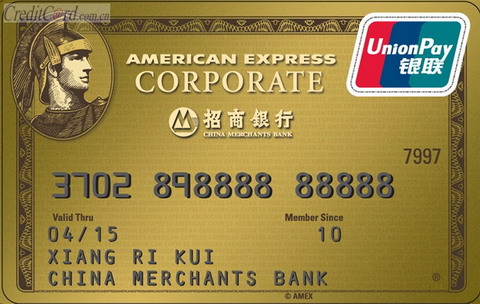 CreditCard.com.cn
AMERICAN EXPRESS
CORPORATE
UnionPay
银联
招商银行
CHINA MERCHANTS BANK
7997
3702 898888 88888
Valid Thru Member Since
04/15 10
XIANG RI KUI
CHINA MERCHANTS BANK
© AMEX